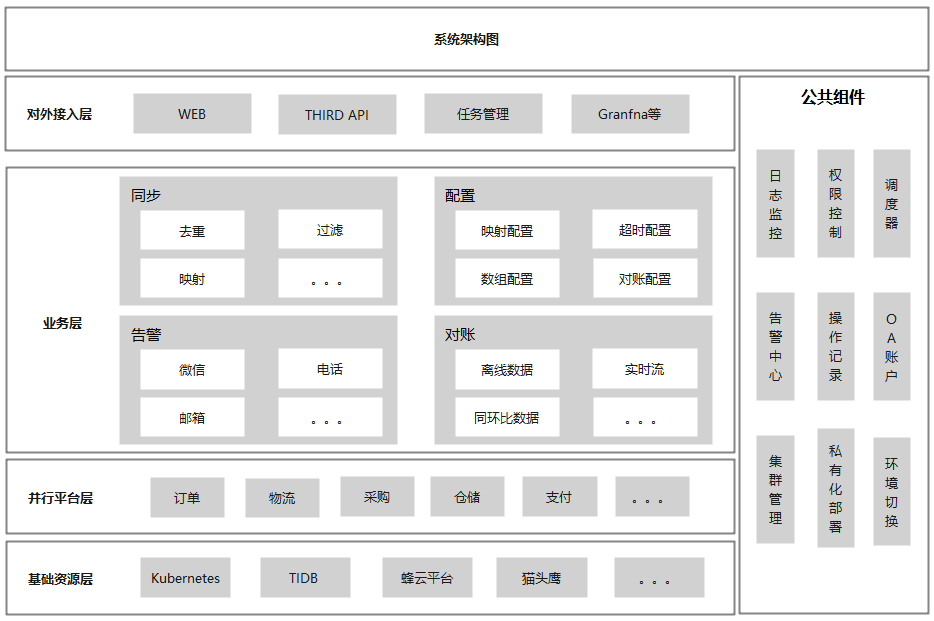 系统架构图
对外接入层
WEB
THIRD API
任务管理
Granfna等
业务层
同步
去重
过滤
映射
。。。
配置
映射配置
超时配置
数组配置
对账配置
告警
微信
电话
邮箱
。。。
对账
离线数据
实时流
同环比数据
。。。
并行平台层
订单
物流
采购
仓储
支付
。。。
基础资源层
Kubernetes
TIDB
蜂云平台
猫头鹰
。。。
公共组件
日志监控
权限控制
调度器
告警中心
操作记录
OA账户
集群管理
私有化部署
环境切换